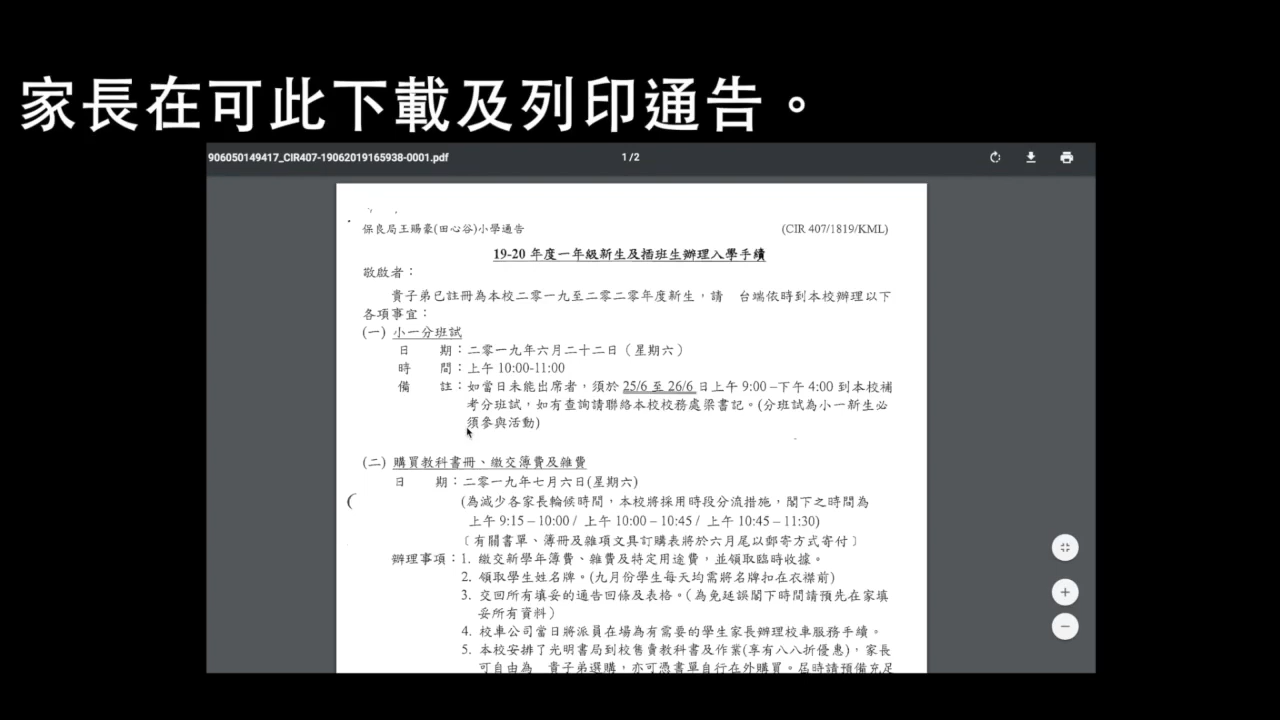 家長在可此下載及列印通告。
906050149417_CIR407-19062019165938-0001.pdf
1 / 2
保良局王賜豪(田心谷)小學通告
(CIR 407/1819/KML)
19-20 年度一年級新生及插班生辦理入學手續
敬啟者：
貴子弟已註冊為本校二零一九至二零二零年度新生，請 台端依時到本校辦理以下
各項事宜：
(一) 小一分班試
日 期：二零一九年六月二十二日（星期六）
時 間：上午 10:00-11:00
備 註：如當日未能出席者，須於 25/6 至 26/6 日上午 9:00 –下午 4:00 到本校補
考分班試，如有查詢請聯絡本校校務處梁書記。(分班試為小一新生必
須參與活動)
(二) 購買教科書冊、繳交簿費及雜費
日 期：二零一九年七月六日(星期六)
(為減少各家長輪候時間，本校將採用時段分流措施，閣下之時間為
上午 9:15 – 10:00 / 上午 10:00 – 10:45 / 上午 10:45 – 11:30)
〔有關書單、簿冊及雜項文具訂購表將於六月尾以郵寄方式寄付〕
辦理事項：1. 繳交新學年簿費、雜費及特定用途費，並領取臨時收據。
2. 領取學生姓名牌。(九月份學生每天均需將名牌扣在衣襟前)
3. 交回所有填妥的通告回條及表格。(為免延誤閣下時間請預先在家填
妥所有資料)
4. 校車公司當日將派員在場為有需要的學生家長辦理校車服務手續。
5. 本校安排了光明書局到校售賣教科書及作業(享有八八折優惠)，家長
可自由為 貴子弟選購，亦可憑書單自行在外購買。屆時請預備充足